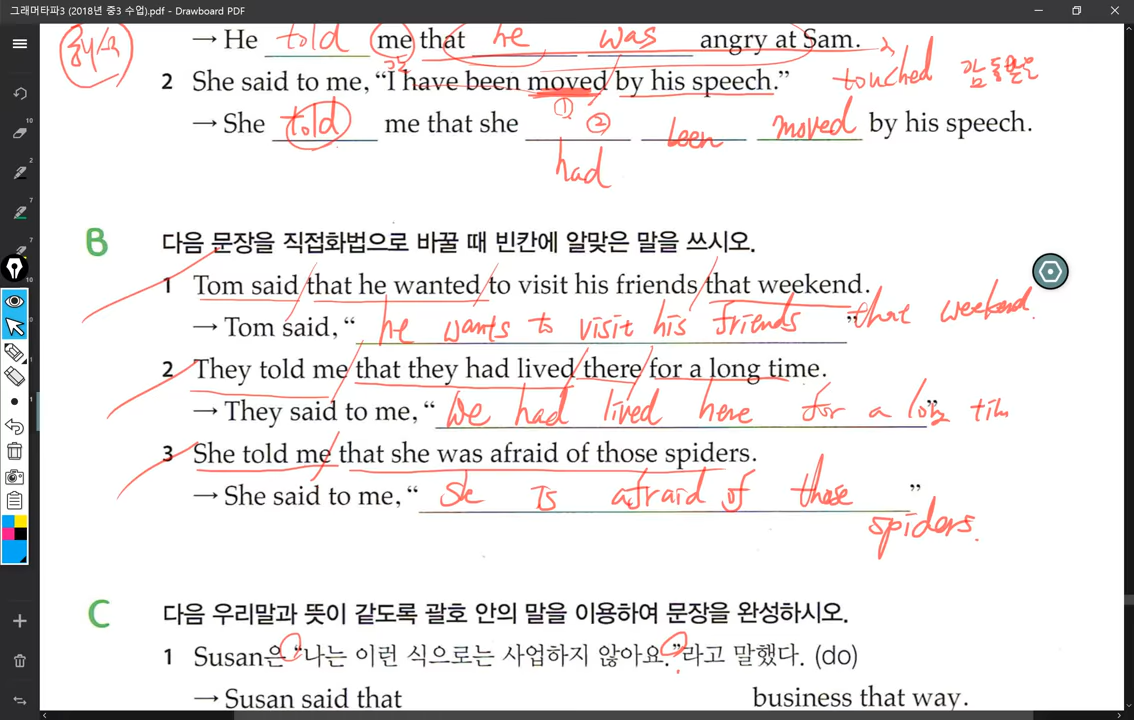 그래머타파3 (2018년 중3 수업).pdf - Drawboard PDF
→ He told me that he was angry at Sam.
2 She said to me, “I have been moved by his speech.” touched
① ②
→ She told me that she had been moved by his speech.
B 다음 문장을 직접화법으로 바꿀 때 빈칸에 알맞은 말을 쓰시오.
1 Tom said that he wanted to visit his friends that weekend.
→ Tom said, “he wants to visit his friends” that weekend.
2 They told me that they had lived there for a long time.
→ They said to me, “We had lived here for a long tim”
3 She told me that she was afraid of those spiders.
→ She said to me, “She is afraid of those”
spiders.
C 다음 우리말과 뜻이 같도록 괄호 안의 말을 이용하여 문장을 완성하시오.
1 Susan은 “나는 이런 식으로는 사업하지 않아요.”라고 말했다. (do)
→ Susan said that business that way.